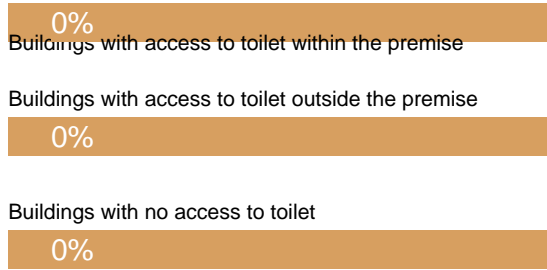 0%
Buildings with access to toilet within the premise
Buildings with access to toilet outside the premise
0%
Buildings with no access to toilet
0%